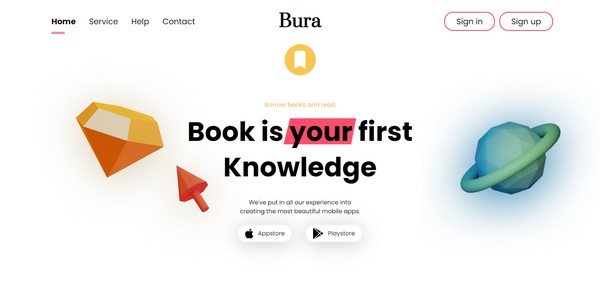 Home Service Help Contact
Bura
Sign in Sign up
Borrow books and read
Book is your first
Knowledge
We've put in all our experience into
creating the most beautiful mobile apps.
Appstore Playstore